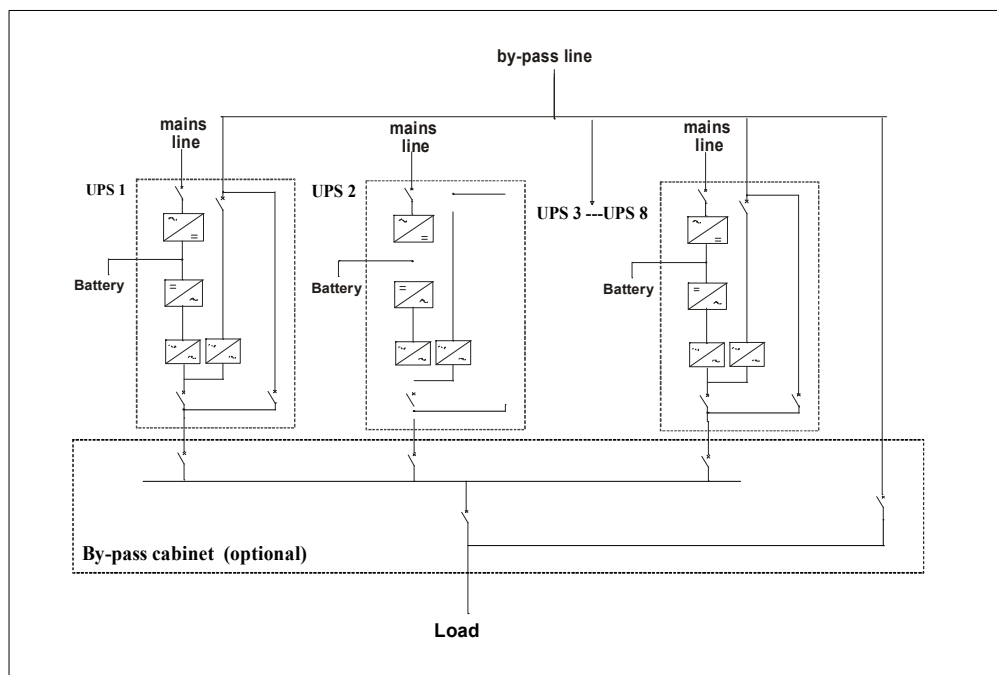 by-pass line
mains
line
mains
line
mains
line
UPS 1
UPS 2
UPS 3 ---UPS 8
Battery
Battery
Battery
By-pass cabinet  (optional)
Load